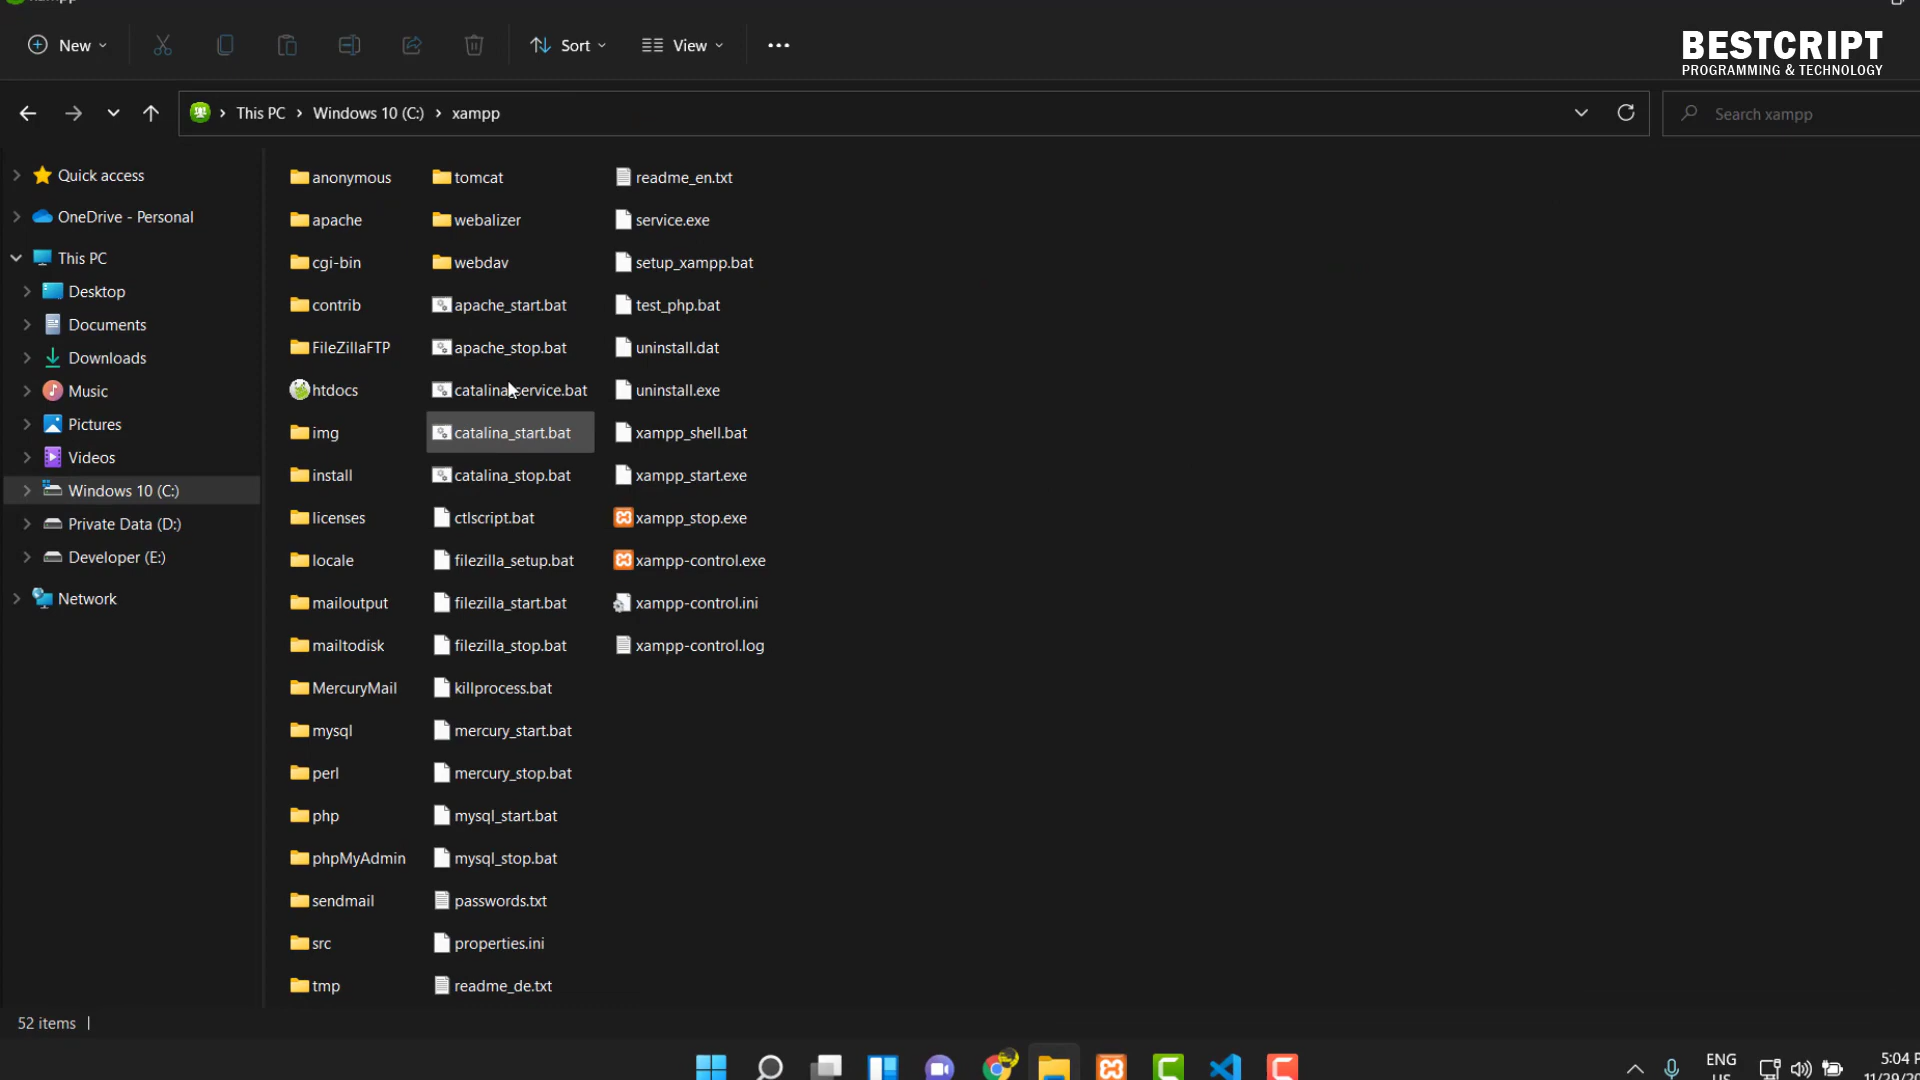 New
Sort
View
BESTCRIPT
PROGRAMMING & TECHNOLOGY
This PC
Windows 10 (C:)
xampp
Search xampp
Quick access
OneDrive - Personal
This PC
Desktop
Documents
Downloads
Music
Pictures
Videos
Windows 10 (C:)
Private Data (D:)
Developer (E:)
Network
anonymous
apache
cgi-bin
contrib
FileZillaFTP
htdocs
img
install
licenses
locale
mailoutput
mailtodisk
MercuryMail
mysql
perl
php
phpMyAdmin
sendmail
src
tmp
tomcat
webalizer
webdav
apache_start.bat
apache_stop.bat
catalina_service.bat
catalina_start.bat
catalina_stop.bat
ctlscript.bat
filezilla_setup.bat
filezilla_start.bat
filezilla_stop.bat
killprocess.bat
mercury_start.bat
mercury_stop.bat
mysql_start.bat
mysql_stop.bat
passwords.txt
properties.ini
readme_de.txt
readme_en.txt
service.exe
setup_xampp.bat
test_php.bat
uninstall.dat
uninstall.exe
xampp_shell.bat
xampp_start.exe
xampp_stop.exe
xampp-control.exe
xampp-control.ini
xampp-control.log
52 items
ENG
US
5:04 P
11/29/20